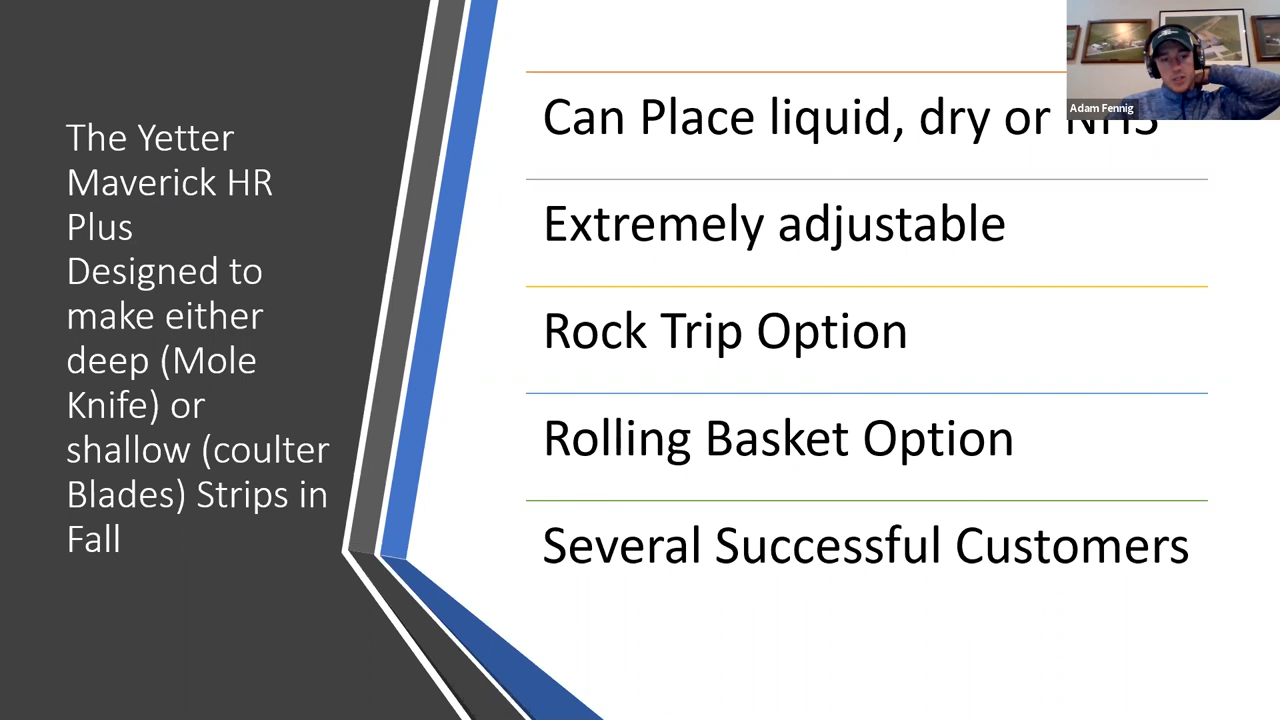 The Yetter
Maverick HR
Plus
Designed to
make either
deep (Mole
Knife) or
shallow (coulter
Blades) Strips in
Fall
Can Place liquid, dry or
Extremely adjustable
Rock Trip Option
Rolling Basket Option
Several Successful Customers
Adam Fennig